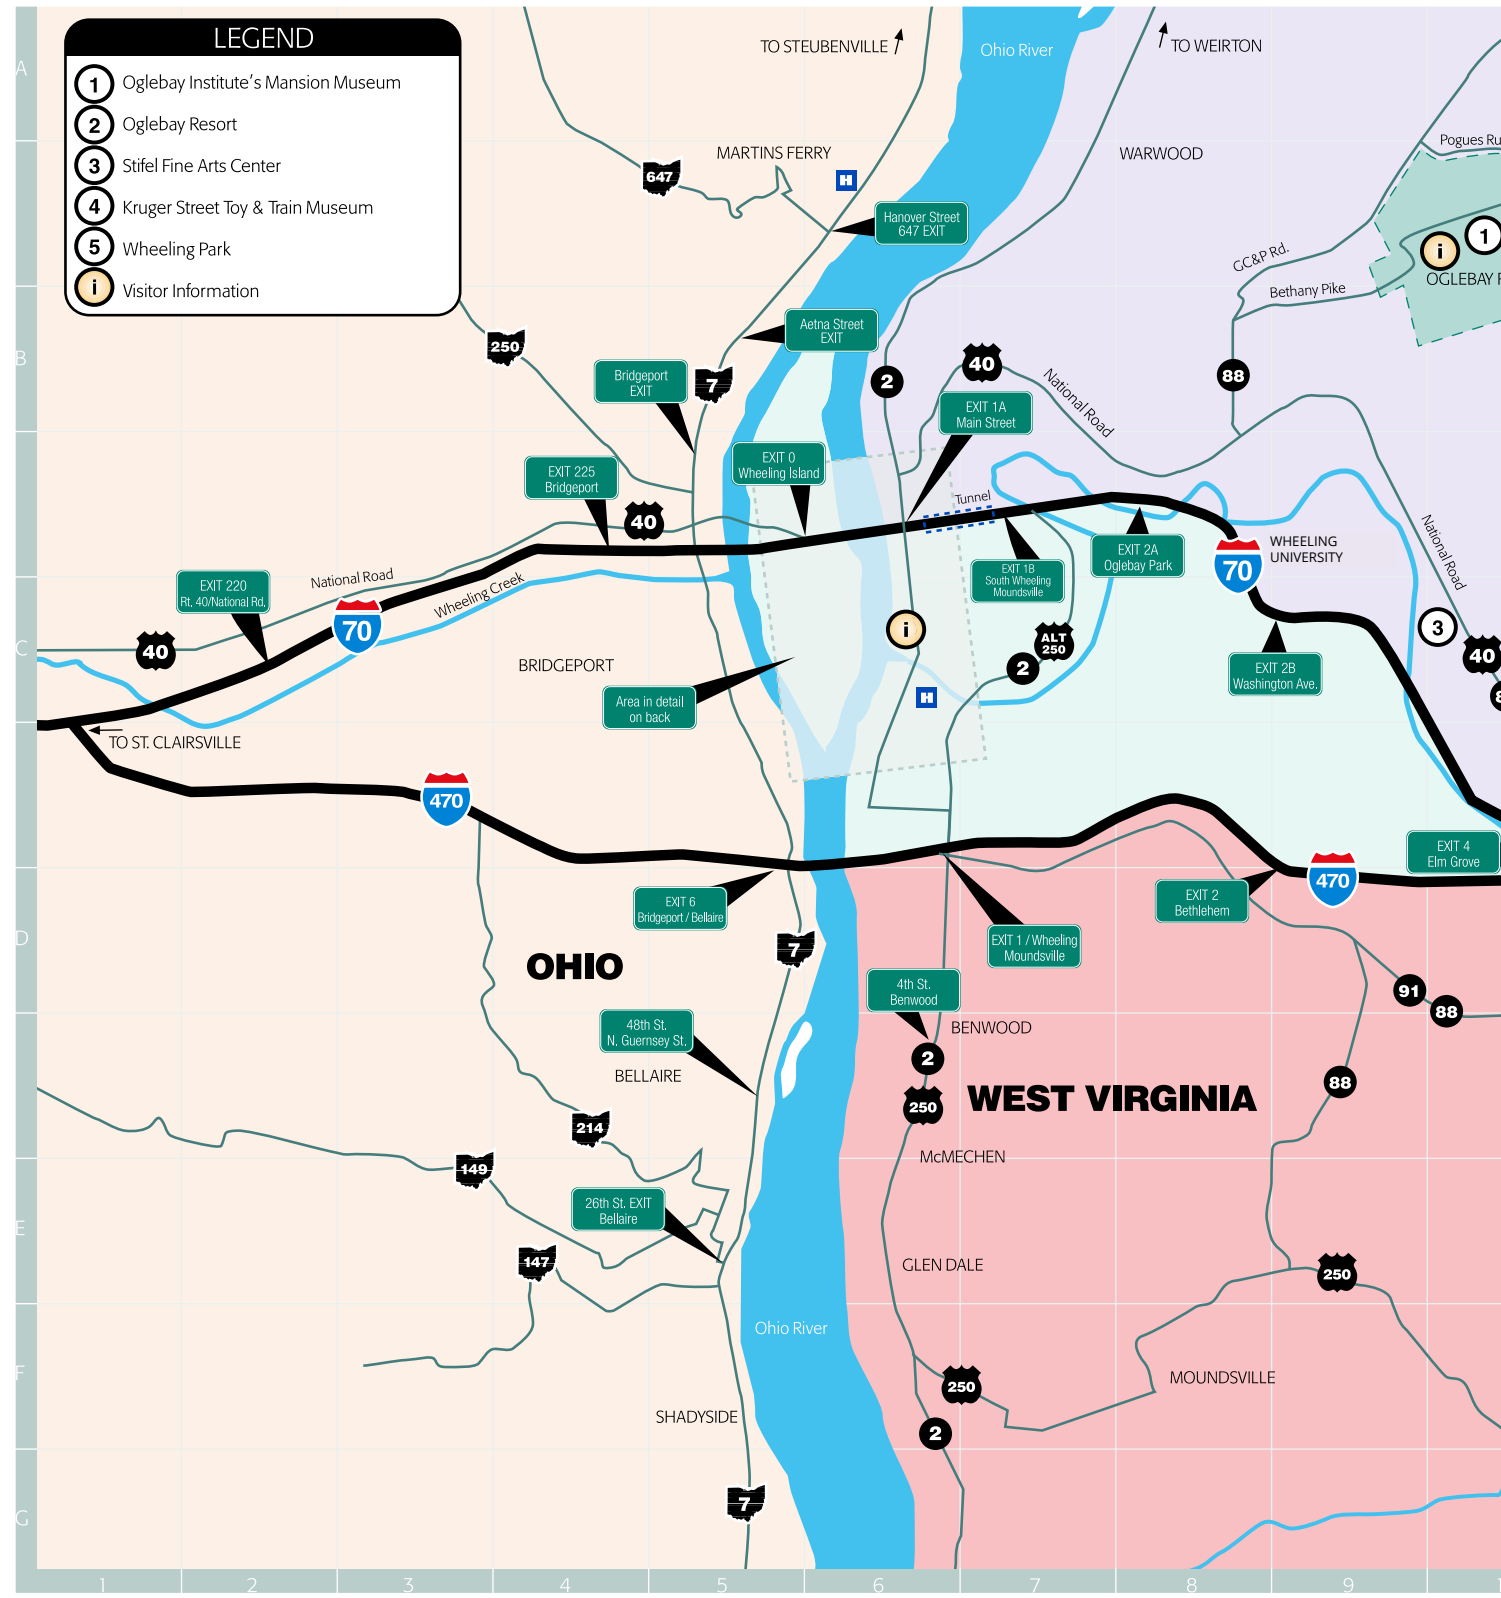 LEGEND
1 Oglebay Institute's Mansion Museum
2 Oglebay Resort
3 Stifel Fine Arts Center
4 Kruger Street Toy & Train Museum
5 Wheeling Park
i Visitor Information
A
TO STEUBENVILLE
Ohio River
TO WEIRTON
Pogues Ru
MARTINS FERRY
WARWOOD
647
H
Hanover Street
647 EXIT
1
i
GC&P Rd.
OGLEBAY
Bethany Pike
Aetna Street
EXIT
B
250
Bridgeport
EXIT
7
2
40
88
National Road
EXIT 1A
Main Street
EXIT 0
Wheeling Island
EXIT 225
Bridgeport
40
Tunnel
National Road
WHEELING
UNIVERSITY
EXIT 2A
Oglebay Park
70
EXIT 1B
South Wheeling
Moundsville
EXIT 220
Rt. 40/National Rd.
National Road
Wheeling Creek
70
C
40
i
ALT
250
2
3
40
8
BRIDGEPORT
EXIT 2B
Washington Ave.
H
Area in detail
on back
TO ST. CLAIRSVILLE
470
EXIT 4
Elm Grove
470
EXIT 6
Bridgeport / Bellaire
EXIT 2
Bethlehem
D
7
EXIT 1 / Wheeling
Moundsville
OHIO
4th St.
Benwood
91
88
48th St.
N. Guernsey St.
BENWOOD
2
BELLAIRE
88
WEST VIRGINIA
250
214
McMECHEN
149
26th St. EXIT
Bellaire
E
147
GLEN DALE
250
Ohio River
F
250
MOUNDSVILLE
SHADYSIDE
2
7
G
1 2 3 4 5 6 7 8 9